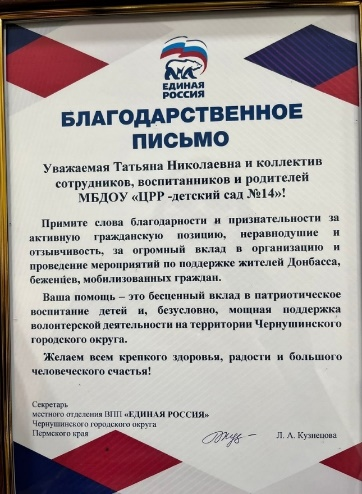 ЕДИНАЯ
РОССИЯ
БЛАГОДАРСТВЕННОЕ
ПИСЬМО
Уважаемая Татьяна Николаевна и коллектив
сотрудников, воспитанников и родителей
МБДОУ «ЦРР -детский сад №14»!
Примите слова благодарности и признательности за
активную гражданскую позицию, неравнодушие и
отзывчивость, за огромный вклад в организацию и
проведение мероприятий по поддержке жителей Донбасса,
беженцев, мобилизованных граждан.
Ваша помощь – это бесценный вклад в патриотическое
воспитание детей и, безусловно, мощная поддержка
волонтерской деятельности на территории Чернушинского
городского округа.
Желаем всем крепкого здоровья, радости и большого
человеческого счастья!
Секретарь
местного отделения ВПП «ЕДИНАЯ РОССИЯ»
Чернушинского городского округа
Пермского края
Л. А. Кузнецова